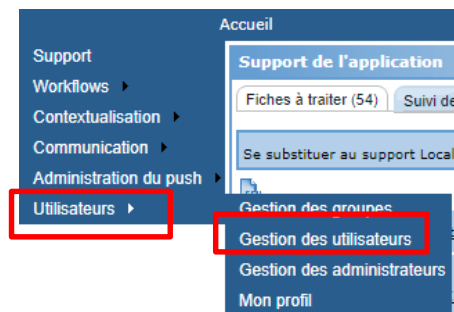 Accueil
Support
Workflows
Contextualisation
Communication
Administration du push
Utilisateurs
Support de l'application
Fiches à traiter (54) Suivi de
Se substituer au support Local
Gestion des groupes
Gestion des utilisateurs
Gestion des administrateurs
Mon profil